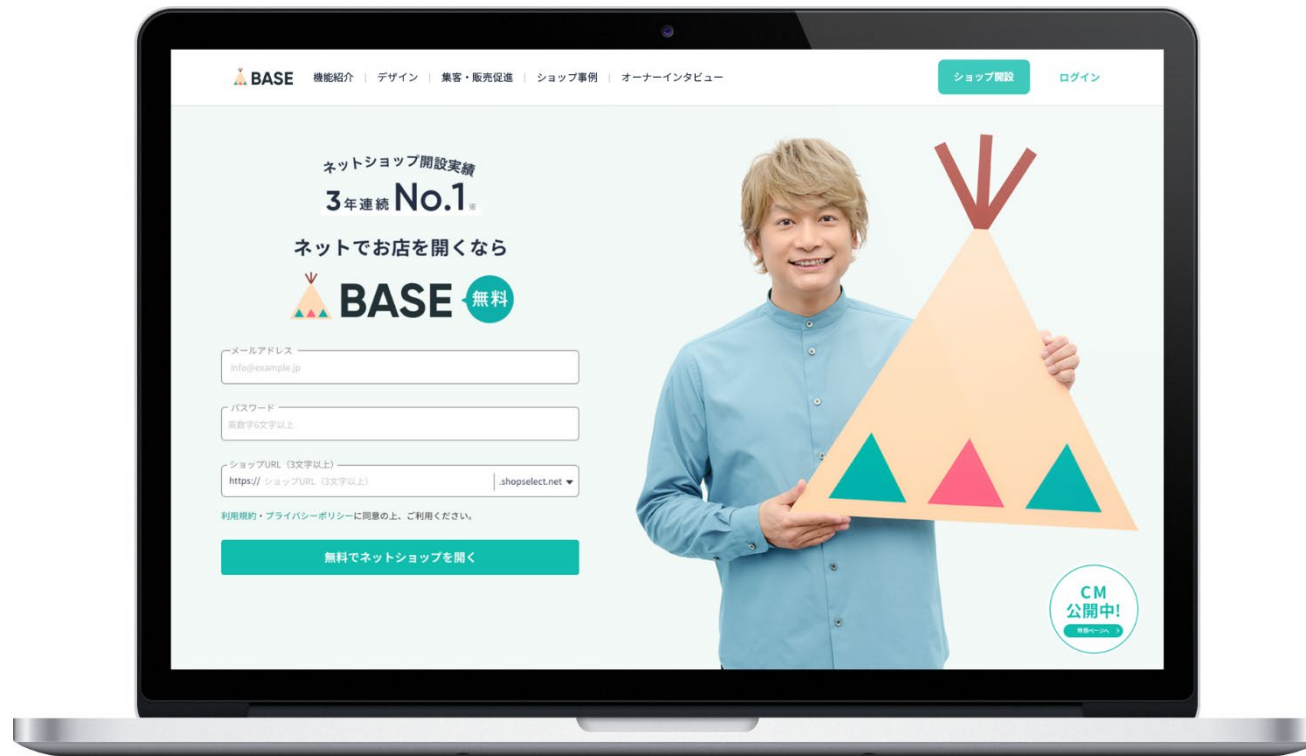 BASE 機能紹介 デザイン 集客・販売促進 ショップ事例 オーナーインタビュー ショップ開設 ログイン
ネットショップ開設実績
3年連続 No.1※
ネットでお店を開くなら
BASE 無料
メールアドレス
info@example.jp
パスワード
英数字6文字以上
ショップURL（3文字以上）
https:// ショップURL（3文字以上） .shopselect.net
利用規約・プライバシーポリシーに同意の上、ご利用ください。
無料でネットショップを開く
CM
公開中!
特設ページへ